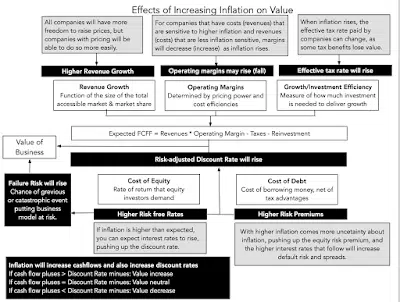 Effects of Increasing Inflation on Value
All companies will have more
freedom to raise prices, but
companies with pricing will be able
to do so more easily.
For companies that have costs (revenues) that
are sensitive to higher inflation and revenues
(costs) that are less inflation sensitive, margins
will decrease (increase) as inflation rises.
When inflation rises, the
effective tax rate paid by
companies can change, as
some tax benefits lose value.
Higher Revenue Growth
Operating margins may rise (fall)
Effective tax rate will rise
Revenue Growth
Function of the size of the total
accessible market & market share
Operating Margins
Determined by pricing power and
cost efficiencies
Growth/Investment Efficiency
Measure of how much investment
is needed to deliver growth
Expected FCFF = Revenues * Operating Margin - Taxes - Reinvestment
Value of
Business
Risk-adjusted Discount Rate will rise
Failure Risk will rise
Chance of grevious
or catastrophic event
putting business
model at risk.
Cost of Equity
Rate of return that equity
investors demand
Cost of Debt
Cost of borrowing money, net of
tax advantages
Higher Risk free Rates
Higher Risk Premiums
If inflation is higher than expected,
you can expect interest rates to rise,
pushing up the discount rate.
With higher inflation comes more uncertainty about
inflation, pushing up the equity risk premium, and
the higher interest rates that follow will increase
default risk and spreads.
Inflation will increase cashflows and also increase discount rates
If cash flow pluses > Discount Rate minuses: Value increase
If cash flow pluses = Discount Rate minuses: Value neutral
If cash flow pluses < Discount Rate minuses: Value decrease